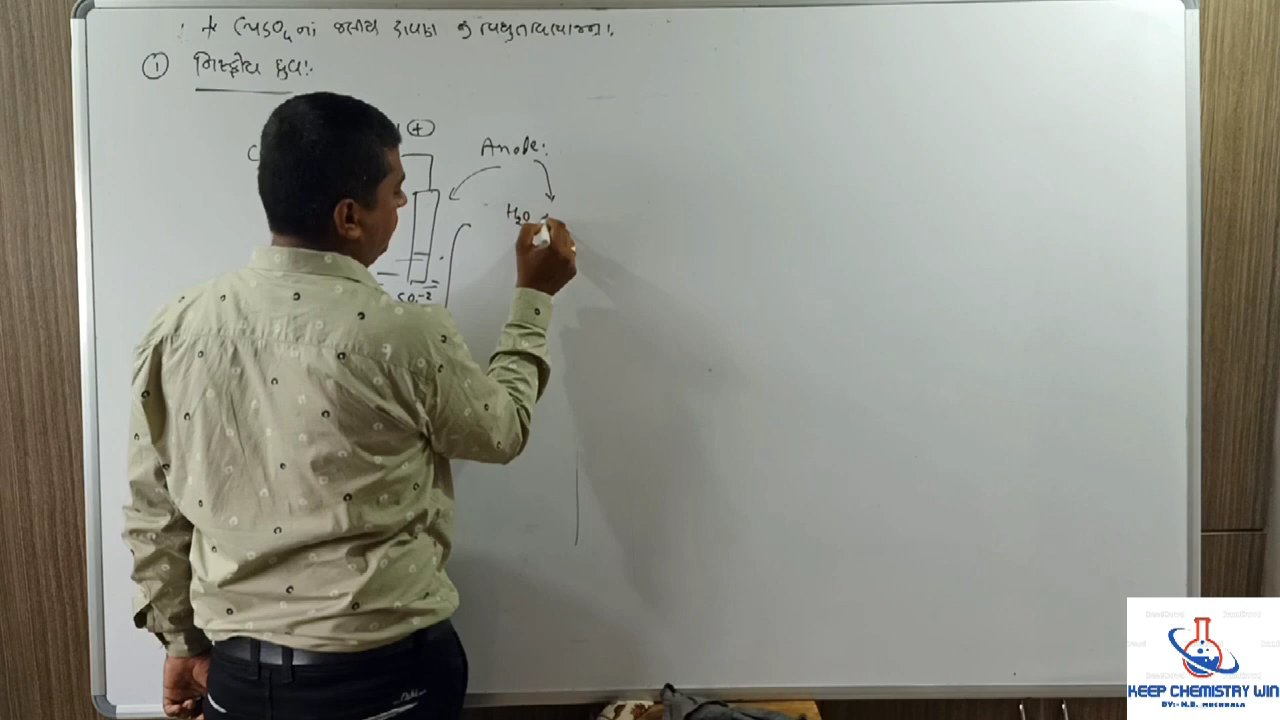 * CuSO4 નાં જલીય દ્રાવણ નું વિદ્યુતવિભાજન:
① નિષ્ક્રીય ધ્રુવ:
C
+
Anode:
H2O
SO4-2
KEEP CHEMISTRY WIN